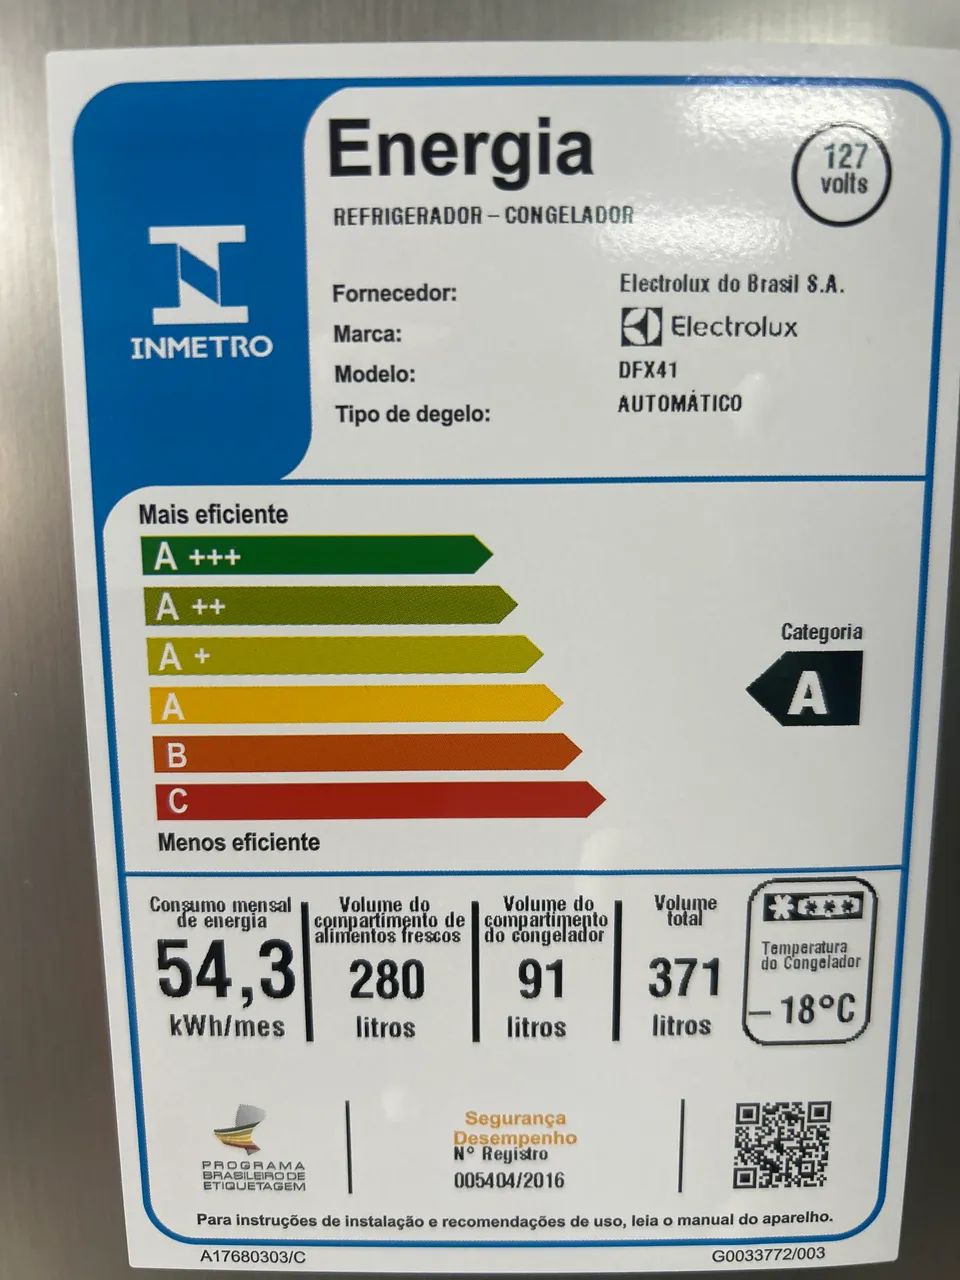 Energia
127
volts
REFRIGERADOR – CONGELADOR
INMETRO
Fornecedor: Electrolux do Brasil S.A.
Marca: Electrolux
Modelo: DFX41
Tipo de degelo: AUTOMÁTICO
Mais eficiente
A +++
A ++
A +
A
B
C
Menos eficiente
Categoria
A
Consumo mensal
de energia
54,3
kWh/mes
Volume do
compartimento de
alimentos frescos
280
litros
Volume do
compartimento
do congelador
91
litros
Volume
total
371
litros
Temperatura
do Congelador
– 18°C
PROGRAMA
BRASILEIRO DE
ETIQUETAGEM
Segurança
Desempenho
N° Registro
005404/2016
Para instruções de instalação e recomendações de uso, leia o manual do aparelho.
A17680303/C
G0033772/003